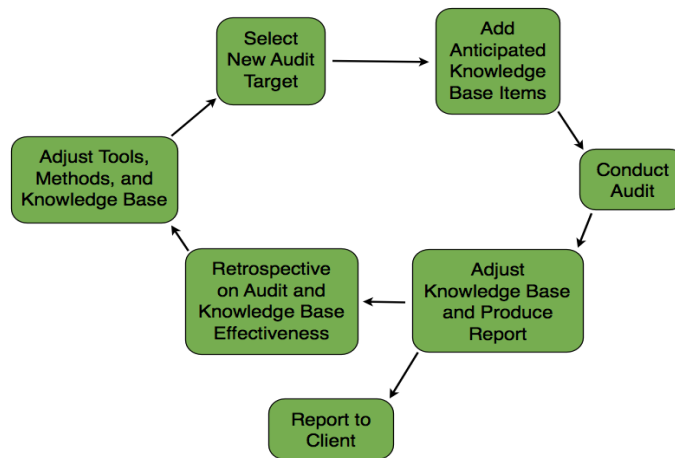 Select
New Audit
Target
Add
Anticipated
Knowledge
Base Items
Conduct
Audit
Adjust
Knowledge Base
and Produce
Report
Report to
Client
Retrospective
on Audit and
Knowledge Base
Effectiveness
Adjust Tools,
Methods, and
Knowledge Base